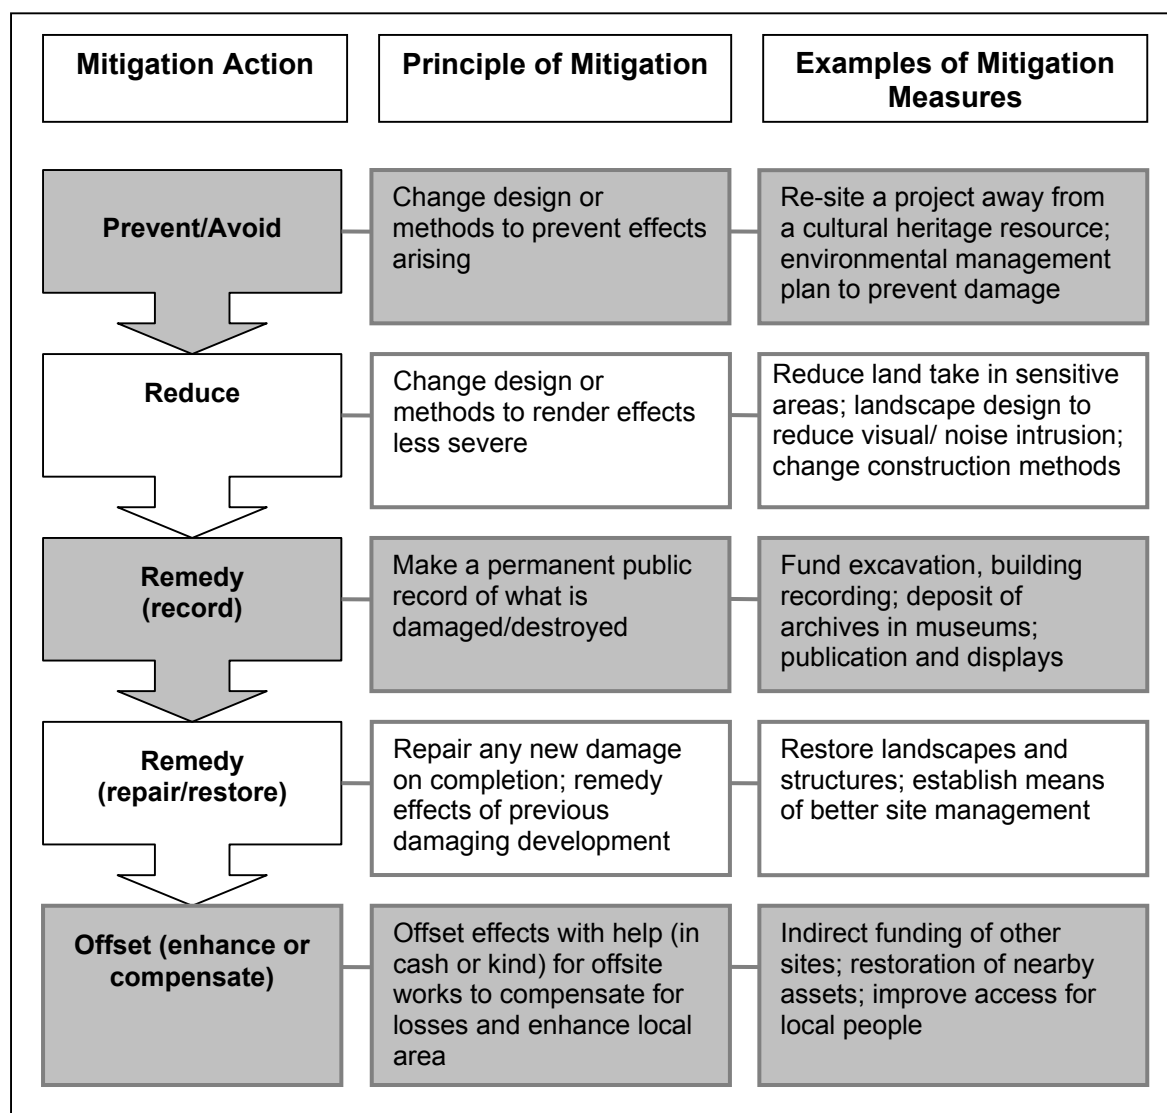 Mitigation Action
Principle of Mitigation
Examples of Mitigation
Measures
Prevent/Avoid
Change design or
methods to prevent effects
arising
Re-site a project away from
a cultural heritage resource;
environmental management
plan to prevent damage
Reduce
Change design or
methods to render effects
less severe
Reduce land take in sensitive
areas; landscape design to
reduce visual/ noise intrusion;
change construction methods
Remedy
(record)
Make a permanent public
record of what is
damaged/destroyed
Fund excavation, building
recording; deposit of
archives in museums;
publication and displays
Remedy
(repair/restore)
Repair any new damage
on completion; remedy
effects of previous
damaging development
Restore landscapes and
structures; establish means
of better site management
Offset (enhance or
compensate)
Offset effects with help (in
cash or kind) for offsite
works to compensate for
losses and enhance local
area
Indirect funding of other
sites; restoration of nearby
assets; improve access for
local people